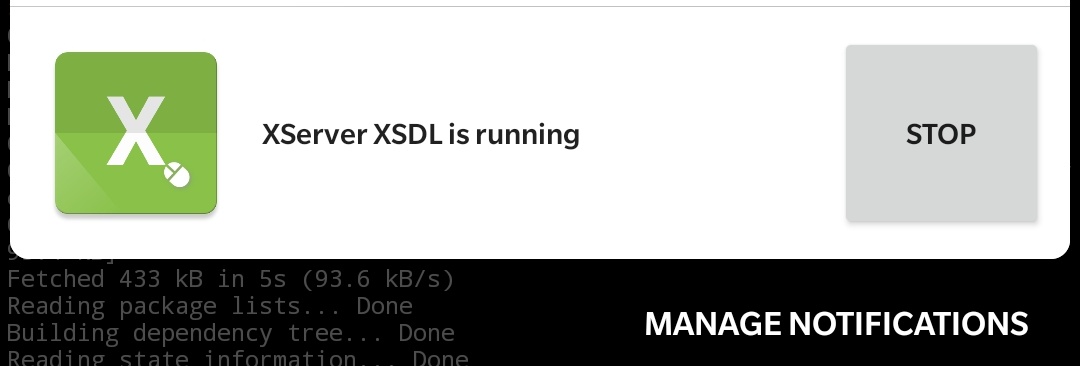 X
XServer XSDL is running
STOP
Fetched 433 kB in 5s (93.6 kB/s)
Reading package lists... Done
Building dependency tree... Done
MANAGE NOTIFICATIONS
Reading state information... Done